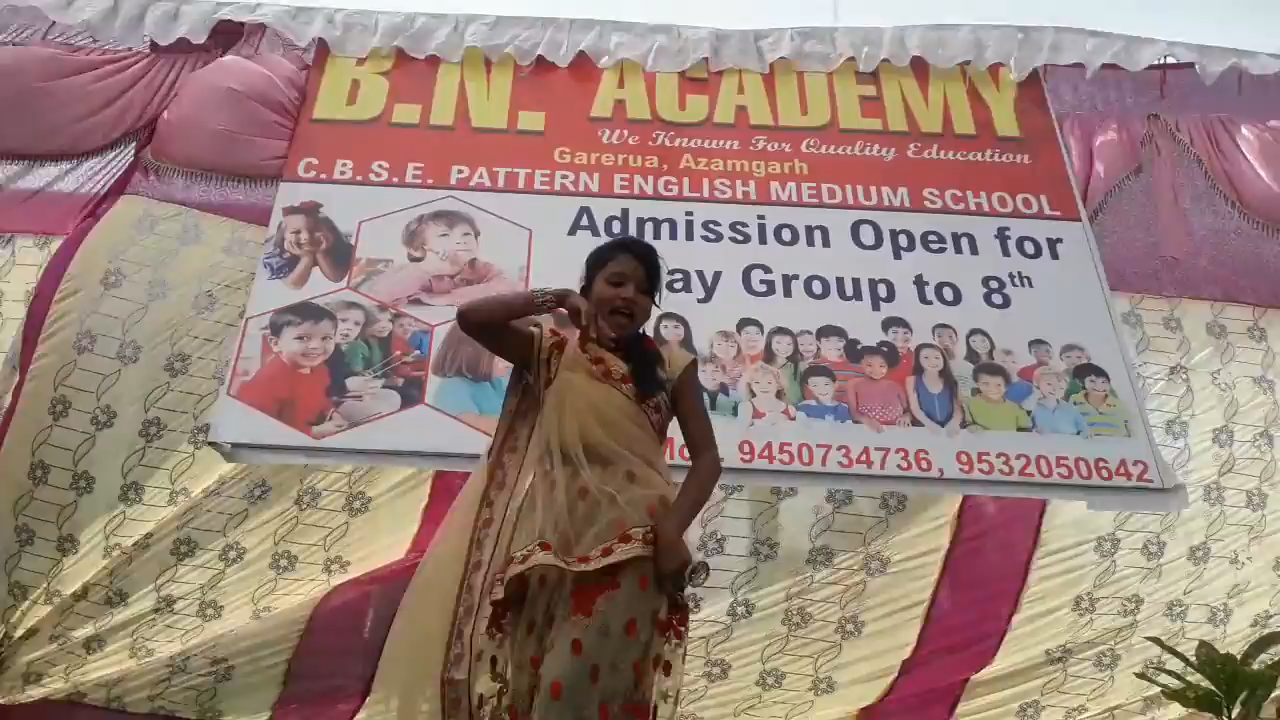 B.N. ACADEMY
We Known For Quality Education
Garerua, Azamgarh
C.B.S.E. PATTERN ENGLISH MEDIUM SCHOOL
Admission Open for
Group to 8th
9450734736, 9532050642